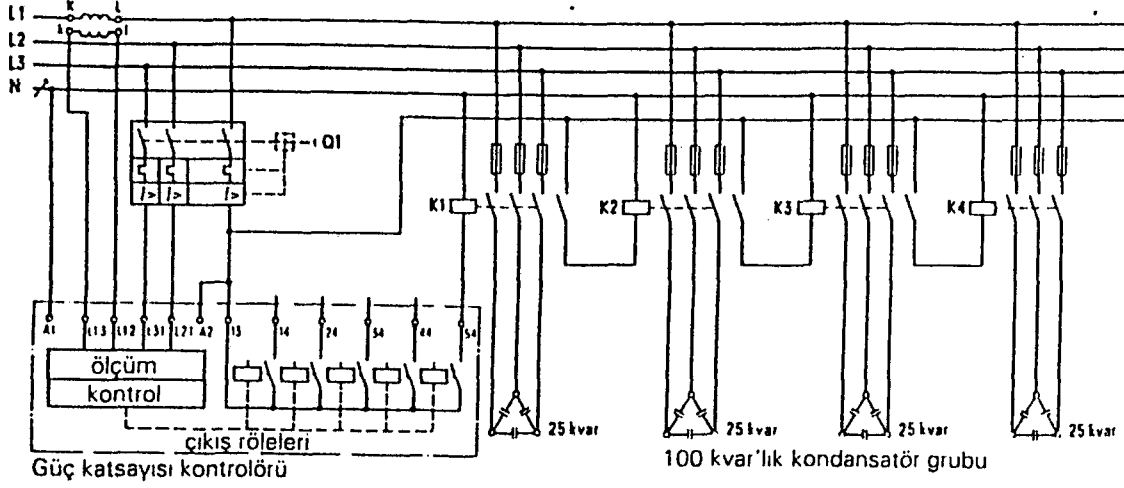 K L
L1
k l
L2
L3
N
Q1
I> I> I>
K1 K2 K3 K4
A1 L13 L12 L31 L21 A2 13 14 24 34 44 54
ölçüm
kontrol
çıkış röleleri
25 kvar 25 kvar 25 kvar 25 kvar
Güç katsayısı kontrolörü
100 kvar'lık kondansatör grubu